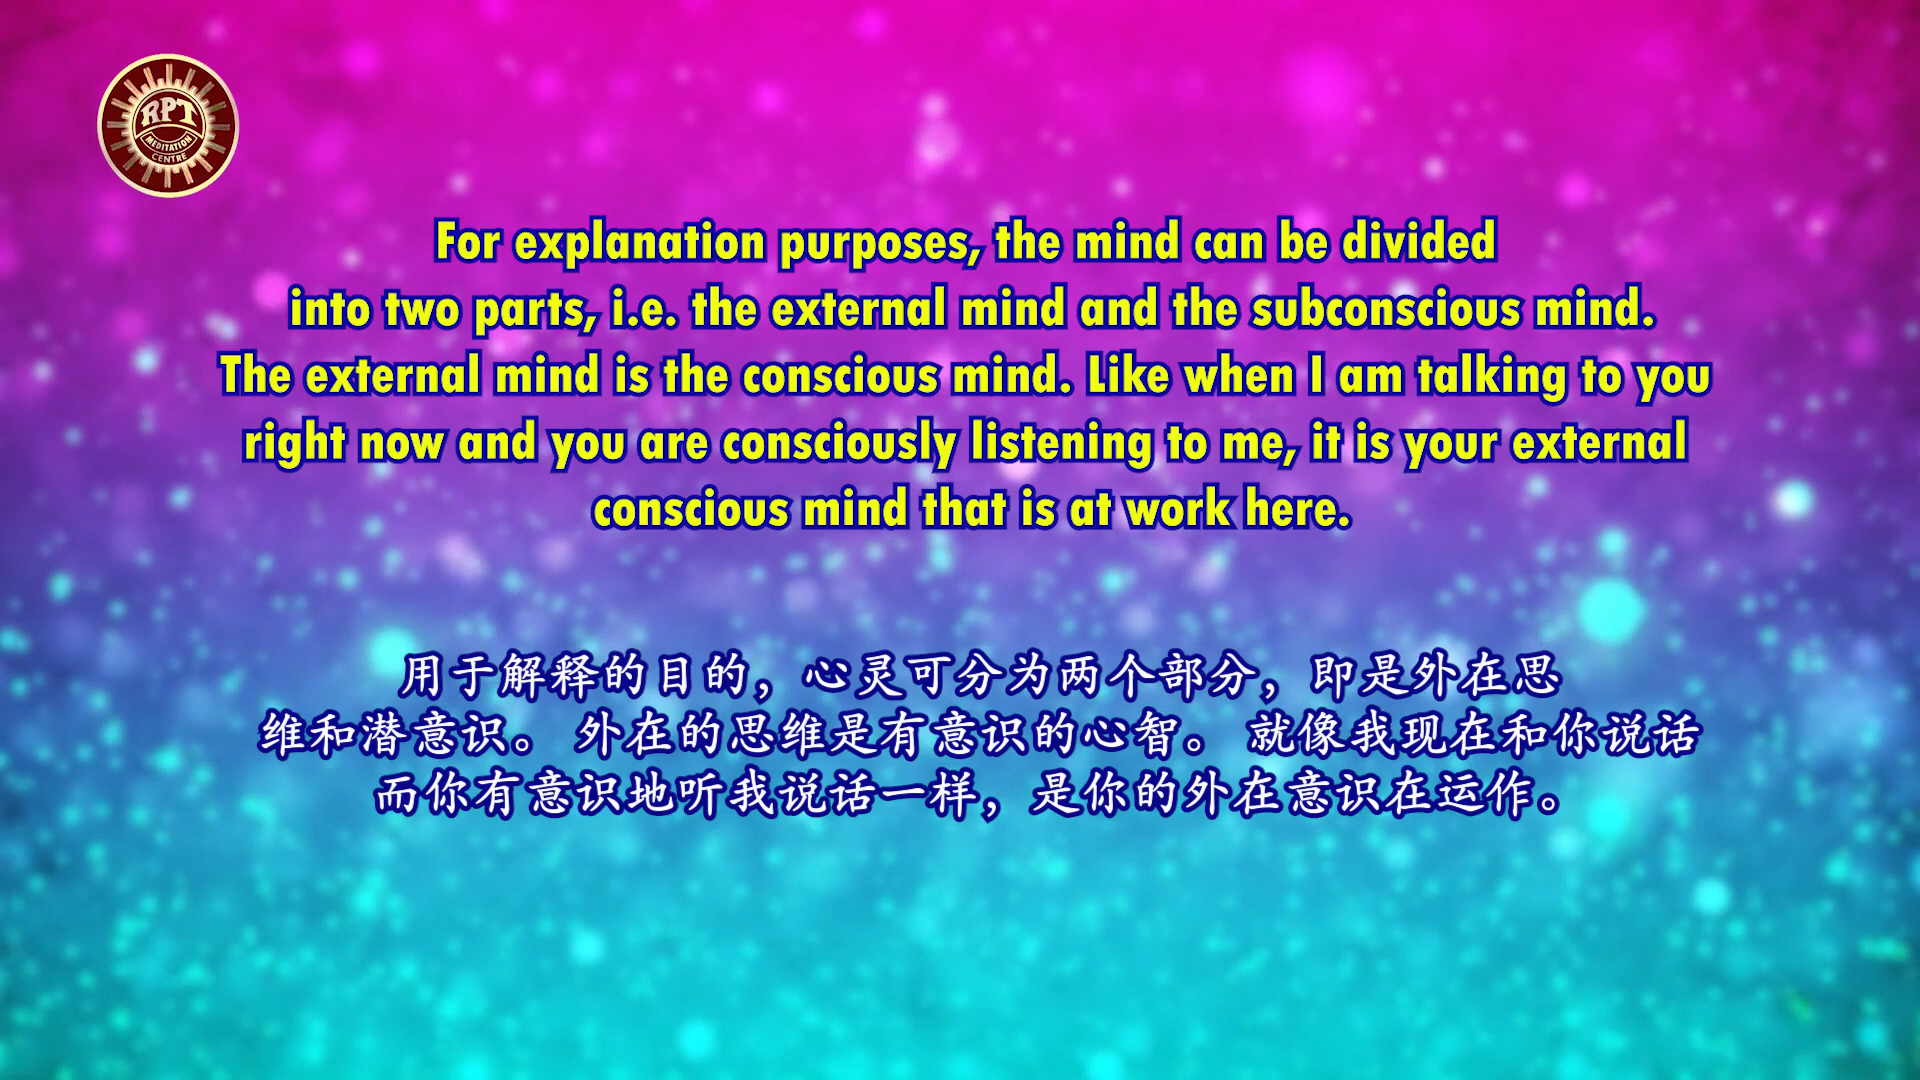 RPT
MEDITATION
CENTRE
For explanation purposes, the mind can be divided
into two parts, i.e. the external mind and the subconscious mind.
The external mind is the conscious mind. Like when I am talking to you
right now and you are consciously listening to me, it is your external
conscious mind that is at work here.
用于解释的目的，心灵可分为两个部分，即是外在思
维和潜意识。 外在的思维是有意识的心智。 就像我现在和你说话
而你有意识地听我说话一样，是你的外在意识在运作。